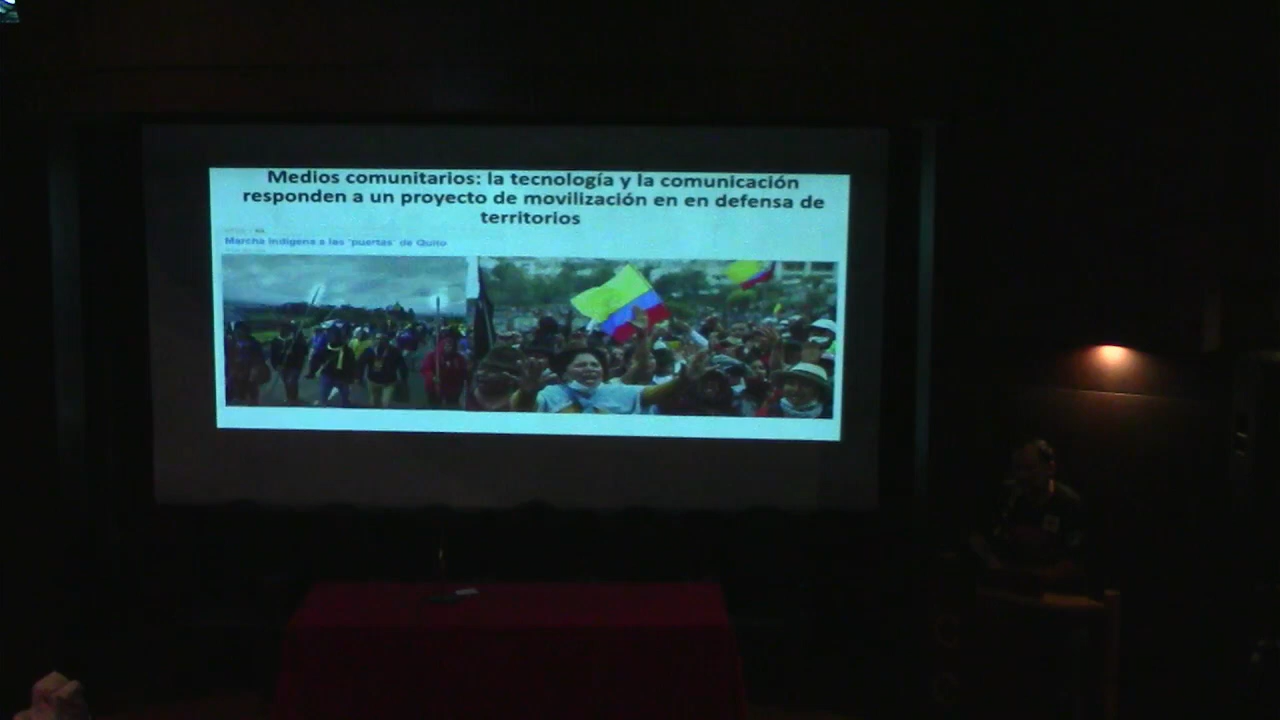 Medios comunitarios: la tecnología y la comunicación
responden a un proyecto de movilización en en defensa de
territorios
Marcha indígena a las "puertas" de Quito